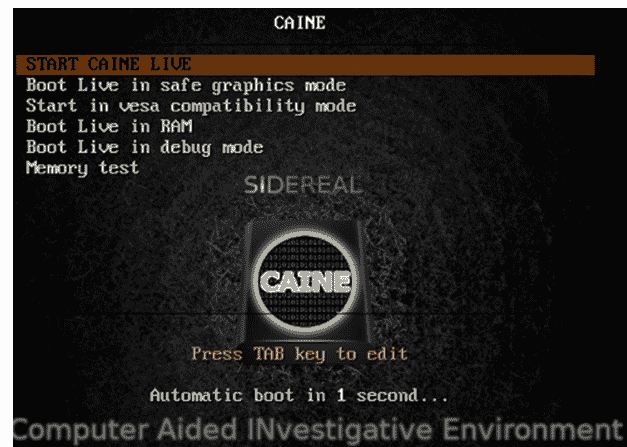 CAINE
START CAINE LIVE
Boot Live in safe graphics mode
Start in vesa compatibility mode
Boot Live in RAM
Boot Live in debug mode
Memory test
SIDEREAL
CAINE
Press TAB key to edit
Automatic boot in 1 second...
Computer Aided INvestigative Environment